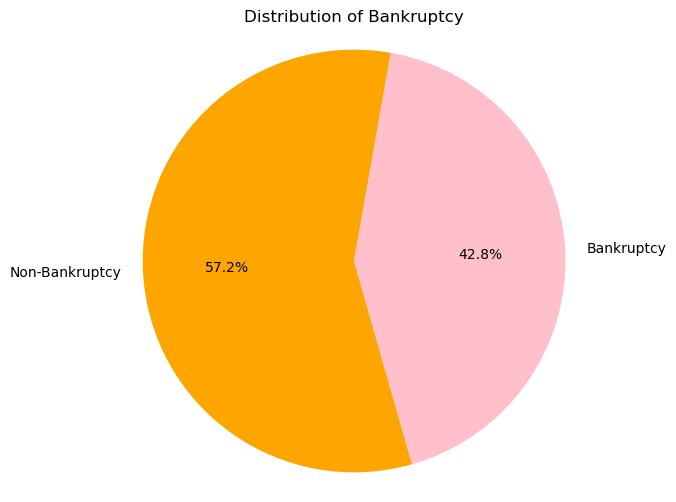 Distribution of Bankruptcy
Bankruptcy
42.8%
57.2%
Non-Bankruptcy